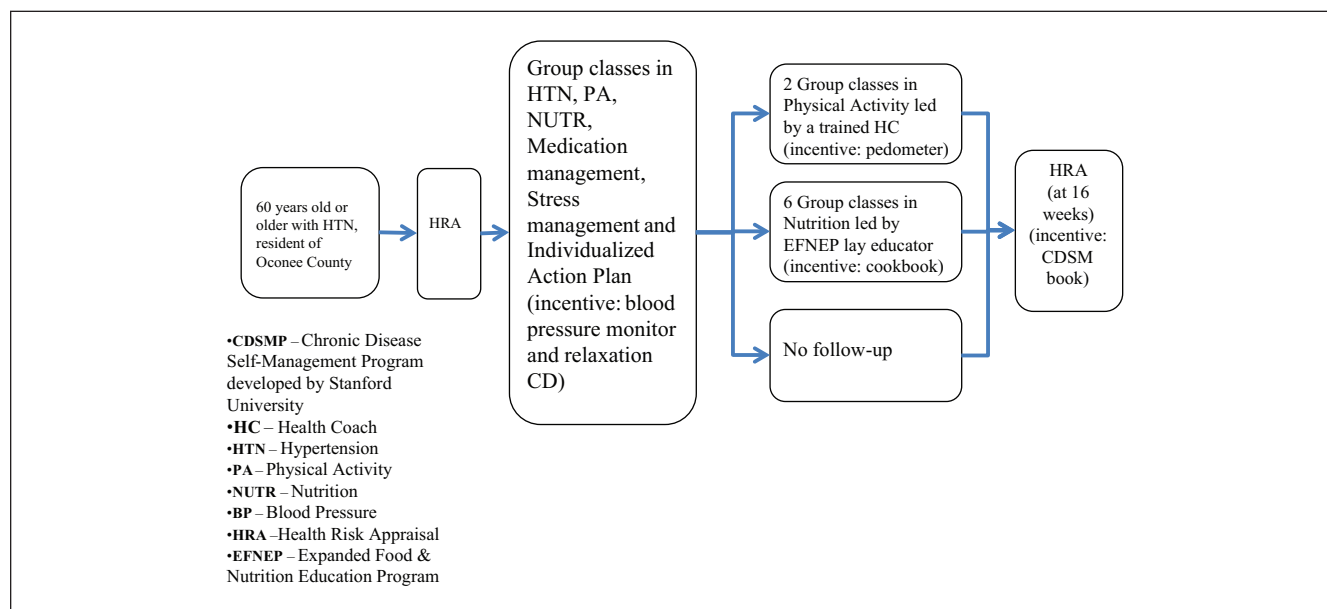 60 years old or
older with HTN,
resident of
Oconee County
HRA
Group classes in
HTN, PA,
NUTR,
Medication
management,
Stress
management and
Individualized
Action Plan
(incentive: blood
pressure monitor
and relaxation
CD)
2 Group classes in
Physical Activity led
by a trained HC
(incentive: pedometer)
6 Group classes in
Nutrition led by
EFNEP lay educator
(incentive: cookbook)
No follow-up
HRA
(at 16
weeks)
(incentive:
CDSM
book)
•CDSMP – Chronic Disease
Self-Management Program
developed by Stanford
University
•HC – Health Coach
•HTN – Hypertension
•PA – Physical Activity
•NUTR – Nutrition
•BP – Blood Pressure
•HRA –Health Risk Appraisal
•EFNEP – Expanded Food &
Nutrition Education Program